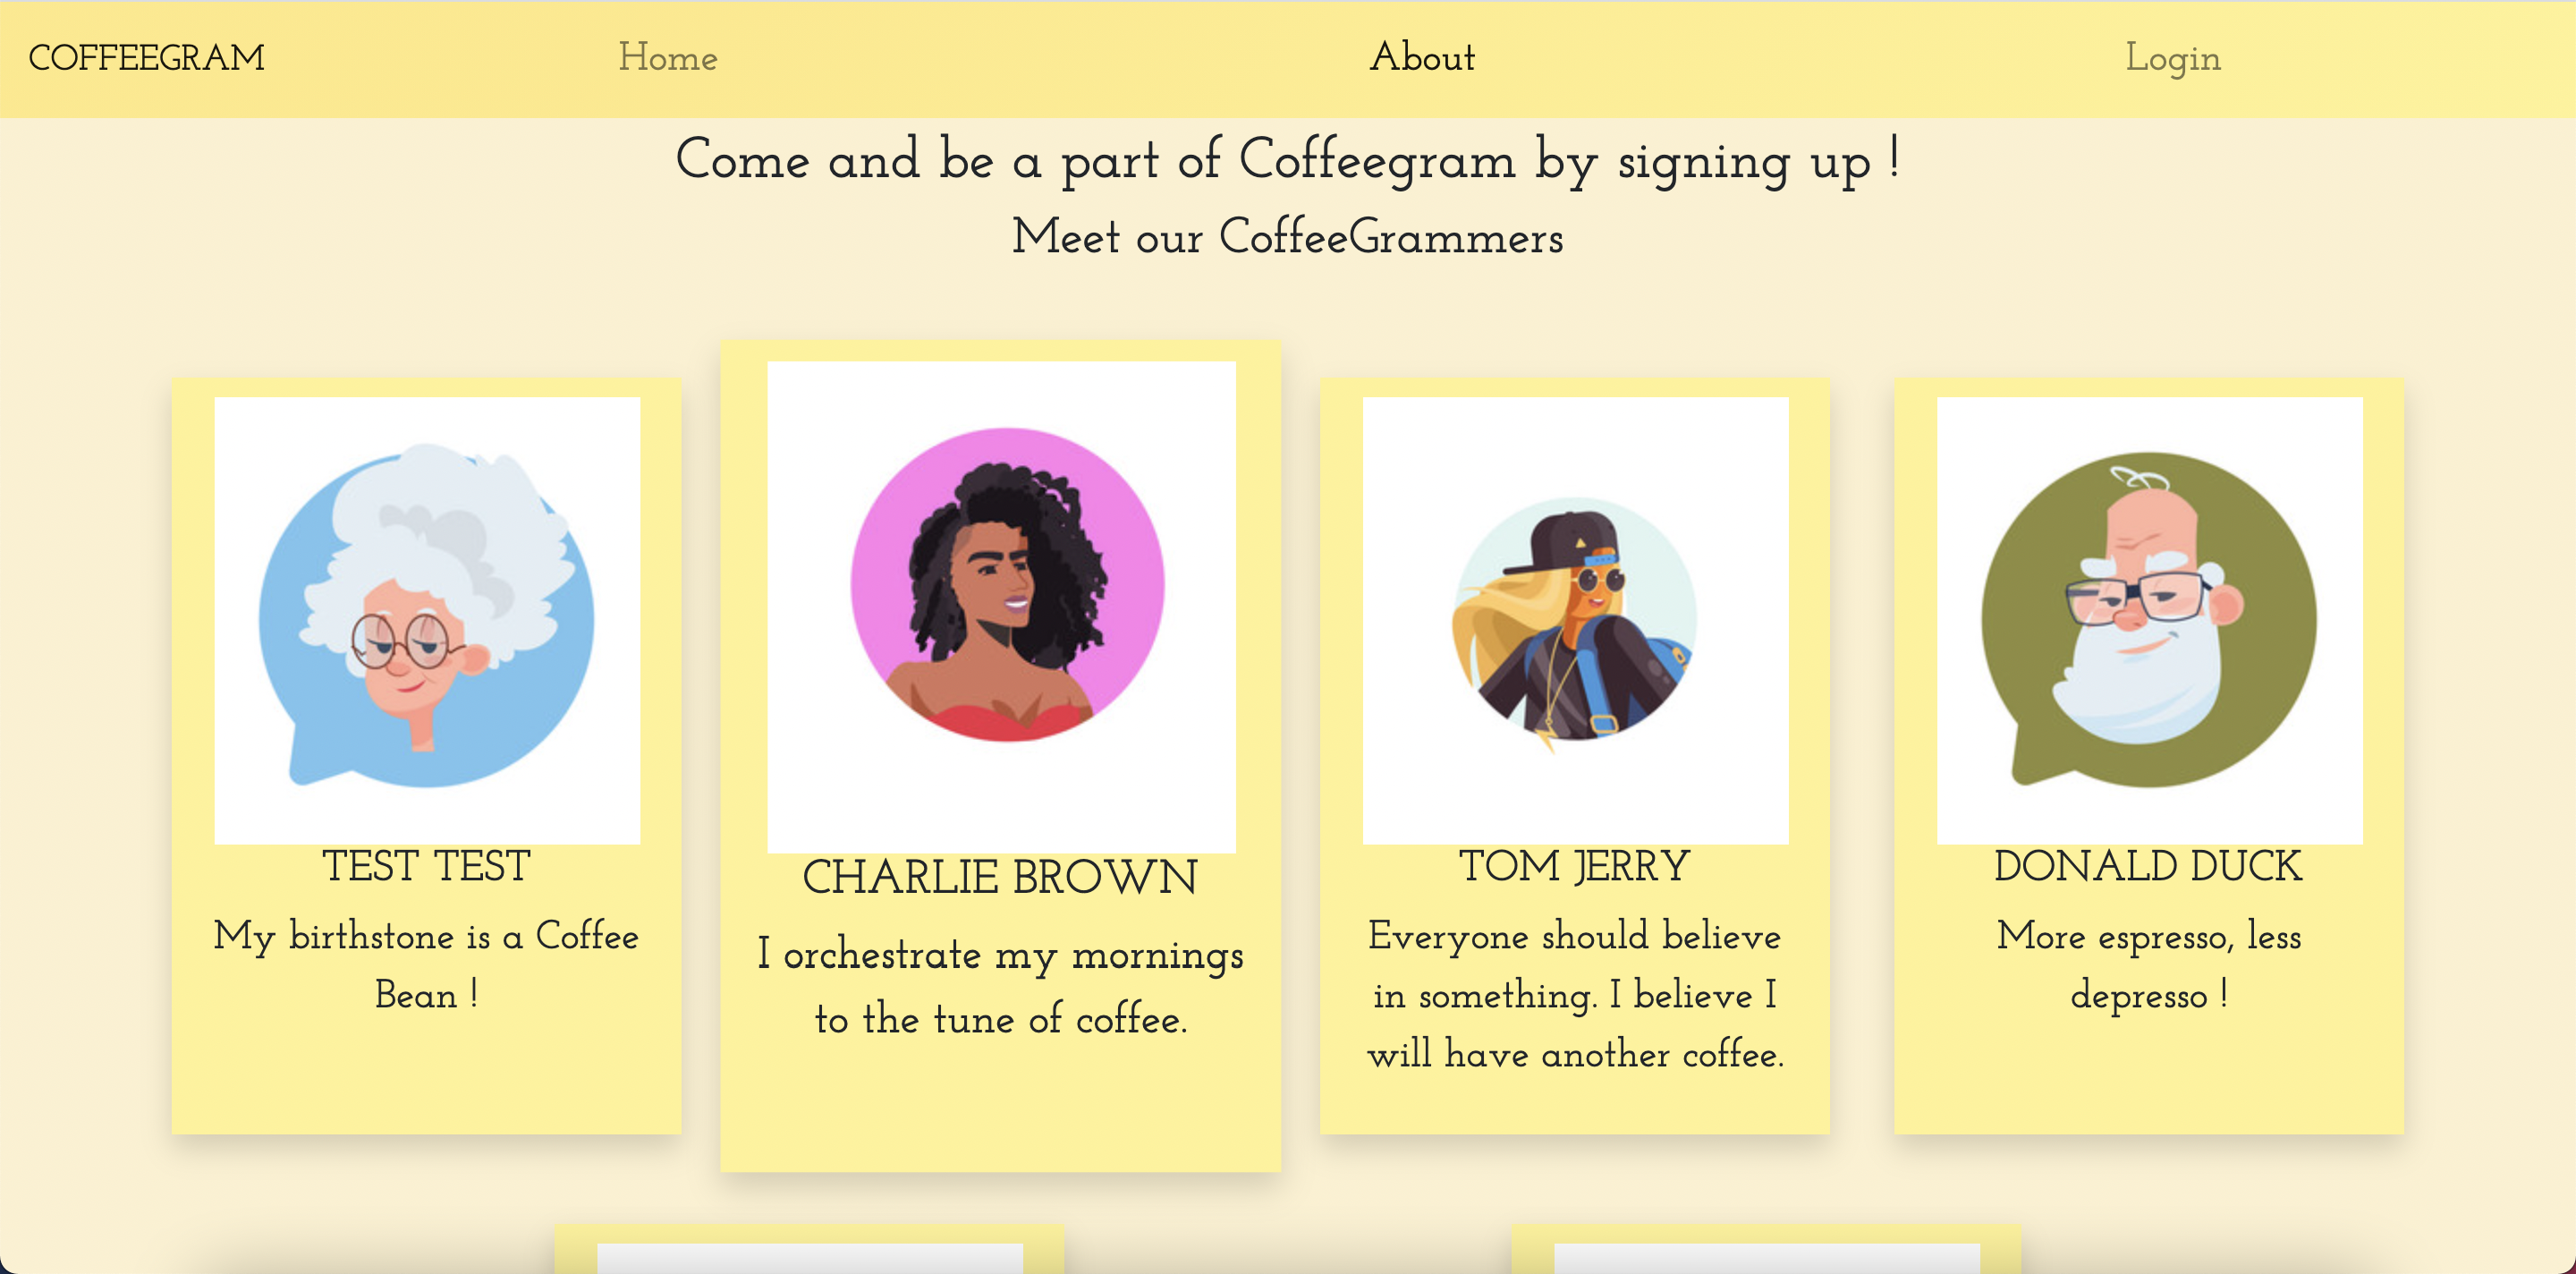 COFFEEGRAM Home About Login
Come and be a part of Coffeegram by signing up !
Meet our CoffeeGrammers
TEST TEST
My birthstone is a Coffee
Bean !
CHARLIE BROWN
I orchestrate my mornings
to the tune of coffee.
TOM JERRY
Everyone should believe
in something. I believe I
will have another coffee.
DONALD DUCK
More espresso, less
depresso !